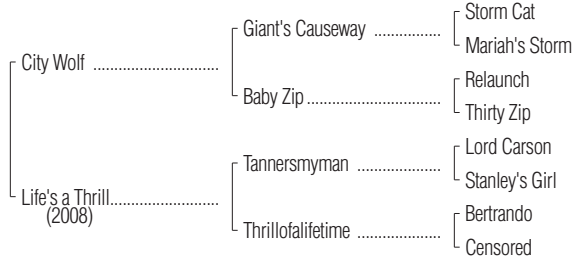 Storm Cat
Giant's Causeway ................
Mariah's Storm
City Wolf ..............................
Relaunch
Baby Zip ................................
Thirty Zip
Lord Carson
Tannersmyman ....................
Stanley's Girl
Life's a Thrill..........................
(2008)
Bertrando
Thrillofalifetime ....................
Censored